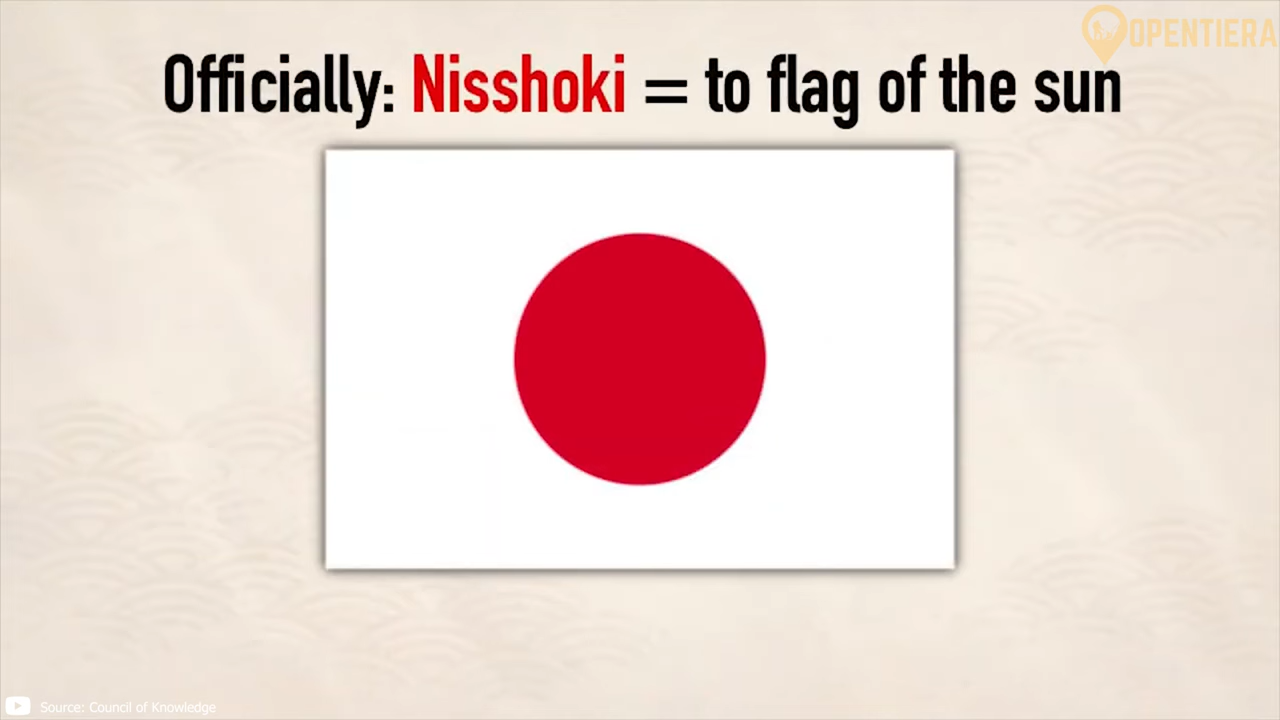 OPENTIERA
Officially: Nisshoki = to flag of the sun
Source: Council of Knowledge